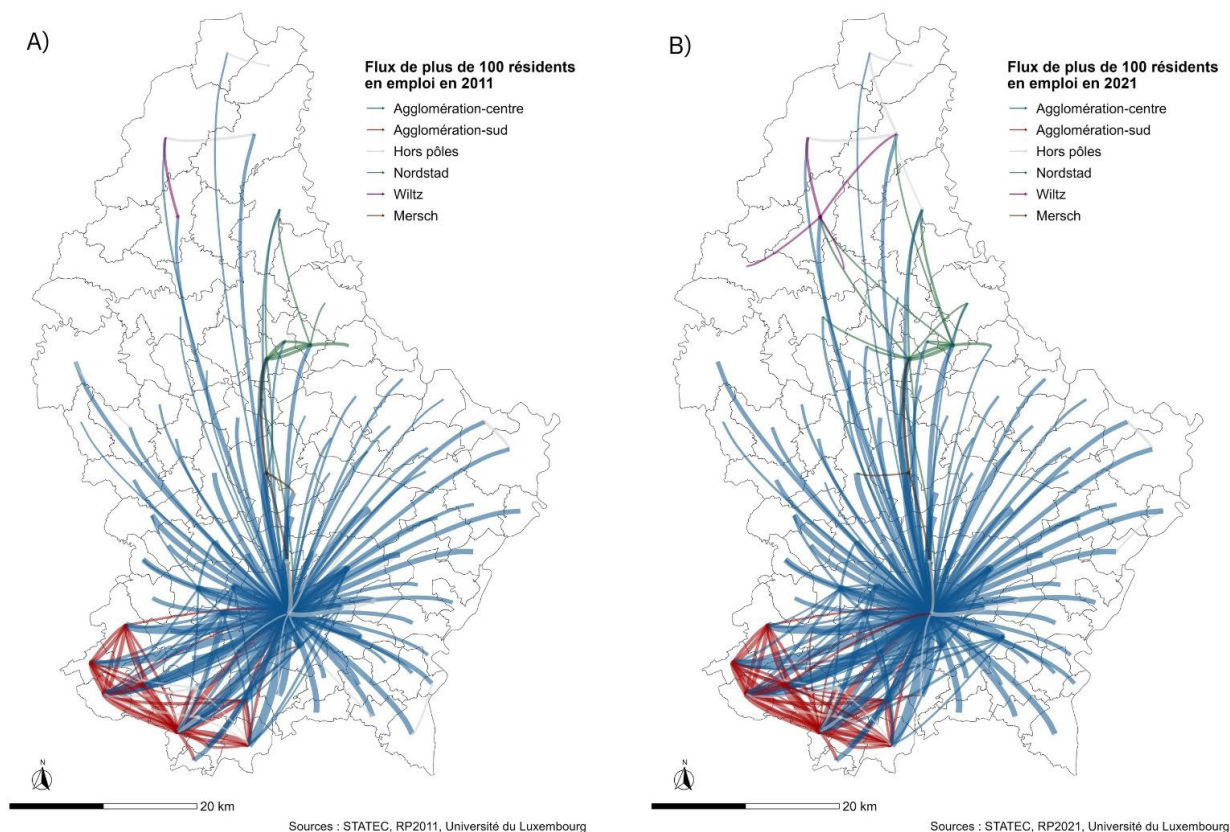 A)
Flux de plus de 100 résidents
en emploi en 2011
Agglomération-centre
Agglomération-sud
Hors pôles
Nordstad
Wiltz
Mersch
N
20 km
Sources : STATEC, RP2011, Université du Luxembourg
B)
Flux de plus de 100 résidents
en emploi en 2021
Agglomération-centre
Agglomération-sud
Hors pôles
Nordstad
Wiltz
Mersch
N
20 km
Sources : STATEC, RP2021, Université du Luxembourg